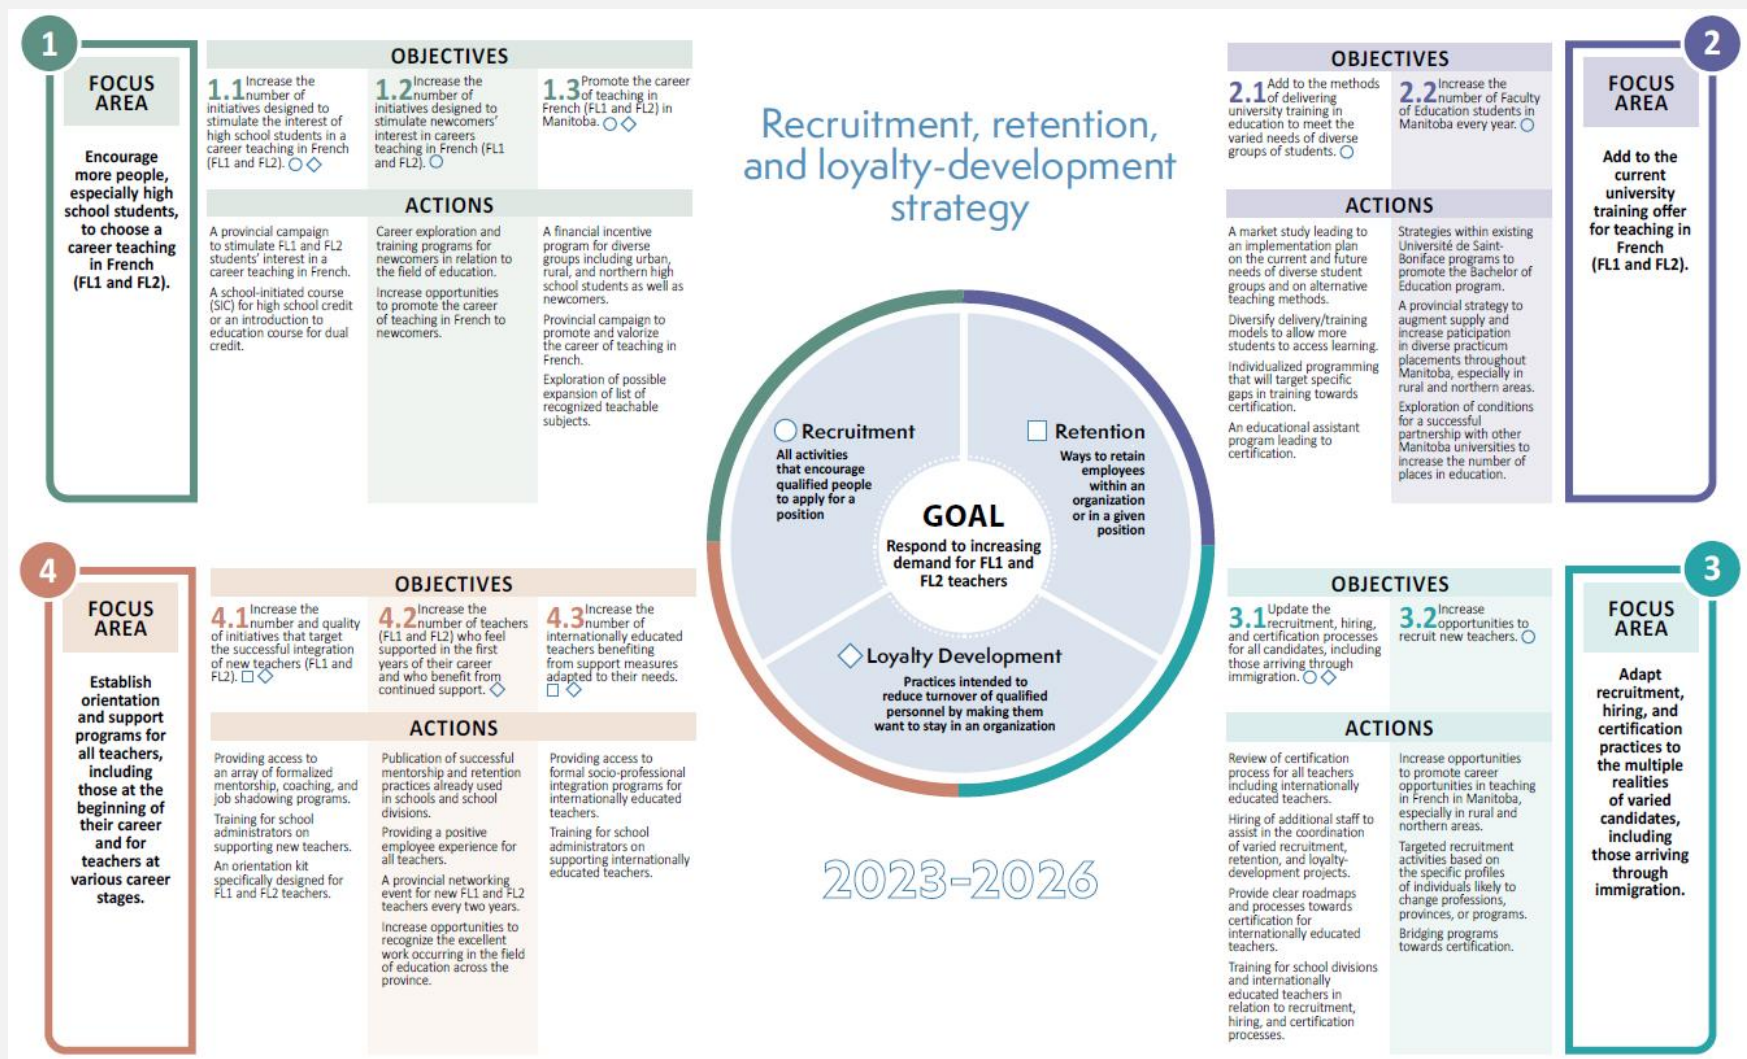 1
FOCUS
AREA
Encourage
more people,
especially high
school students,
to choose a
career teaching
in French
(FL1 and FL2).
OBJECTIVES
1.1 Increase the
number of
initiatives designed to
stimulate the interest of
high school students in a
career teaching in French
(FL1 and FL2).
1.2 Increase the
number of
initiatives designed to
stimulate newcomers'
interest in careers
teaching in French (FL1
and FL2).
1.3 Promote the career
of teaching in
French (FL1 and FL2) in
Manitoba.
ACTIONS
A provincial campaign
to stimulate FL1 and FL2
students' interest in a
career teaching in French.
A school-initiated course
(SIC) for high school credit
or an introduction to
education course for dual
credit.
Career exploration and
training programs for
newcomers in relation to
the field of education.
Increase opportunities
to promote the career
of teaching in French to
newcomers.
A financial incentive
program for diverse
groups including urban,
rural, and northern high
school students as well as
newcomers.
Provincial campaign to
promote and valorize
the career of teaching in
French.
Exploration of possible
expansion of list of
recognized teachable
subjects.
Recruitment, retention,
and loyalty-development
strategy
2
FOCUS
AREA
Add to the
current
university
training offer
for teaching in
French
(FL1 and FL2).
OBJECTIVES
2.1 Add to the methods
of delivering
university training in
education to meet the
varied needs of diverse
groups of students.
2.2 Increase the
number of Faculty
of Education students in
Manitoba every year.
ACTIONS
A market study leading to
an implementation plan
on the current and future
needs of diverse student
groups and on alternative
teaching methods.
Diversify delivery/training
models to allow more
students to access learning.
Individualized programming
that will target specific
gaps in training towards
certification.
An educational assistant
program leading to
certification.
Strategies within existing
Université de Saint-
Boniface programs to
promote the Bachelor of
Education program.
A provincial strategy to
augment supply and
increase paticipation
in diverse practicum
placements throughout
Manitoba, especially in
rural and northern areas.
Exploration of conditions
for a successful
partnership with other
Manitoba universities to
increase the number of
places in education.
Recruitment
All activities
that encourage
qualified people
to apply for a
position
Retention
Ways to retain
employees
within an
organization
or in a given
position
GOAL
Respond to increasing
demand for FL1 and
FL2 teachers
Loyalty Development
Practices intended to
reduce turnover of qualified
personnel by making them
want to stay in an organization
2023-2026
4
FOCUS
AREA
Establish
orientation
and support
programs for
all teachers,
including
those at the
beginning of
their career
and for
teachers at
various career
stages.
OBJECTIVES
4.1 Increase the
number and quality
of initiatives that target
the successful integration
of new teachers (FL1 and
FL2).
4.2 Increase the
number of teachers
(FL1 and FL2) who feel
supported in the first
years of their career
and who benefit from
continued support.
4.3 Increase the
number of
internationally educated
teachers benefiting
from support measures
adapted to their needs.
ACTIONS
Providing access to
an array of formalized
mentorship, coaching, and
job shadowing programs.
Training for school
administrators on
supporting new teachers.
An orientation kit
specifically designed for
FL1 and FL2 teachers.
Publication of successful
mentorship and retention
practices already used
in schools and school
divisions.
Providing a positive
employee experience for
all teachers.
A provincial networking
event for new FL1 and FL2
teachers every two years.
Increase opportunities to
recognize the excellent
work occurring in the field
of education across the
province.
Providing access to
formal socio-professional
integration programs for
internationally educated
teachers.
Training for school
administrators on
supporting internationally
educated teachers.
3
FOCUS
AREA
Adapt
recruitment,
hiring, and
certification
practices to
the multiple
realities
of varied
candidates,
including
those arriving
through
immigration.
OBJECTIVES
3.1 Update the
recruitment, hiring,
and certification processes
for all candidates, including
those arriving through
immigration.
3.2 Increase
opportunities to
recruit new teachers.
ACTIONS
Review of certification
process for all teachers
including internationally
educated teachers.
Hiring of additional staff to
assist in the coordination
of varied recruitment,
retention, and loyalty-
development projects.
Provide clear roadmaps
and processes towards
certification for
internationally educated
teachers.
Training for school divisions
and internationally
educated teachers in
relation to recruitment,
hiring, and certification
processes.
Increase opportunities
to promote career
opportunities in teaching
in French in Manitoba,
especially in rural and
northern areas.
Targeted recruitment
activities based on
the specific profiles
of individuals likely to
change professions,
provinces, or programs.
Bridging programs
towards certification.